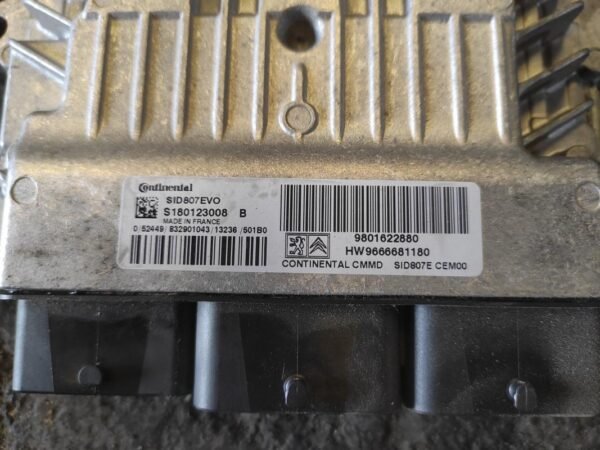 Continental
SID807EVO
S180123008 B
MADE IN FRANCE
0/52449/832901043/13236/501B0
9801622880
HW9666681180
CONTINENTAL CMMD SID807E CEM00